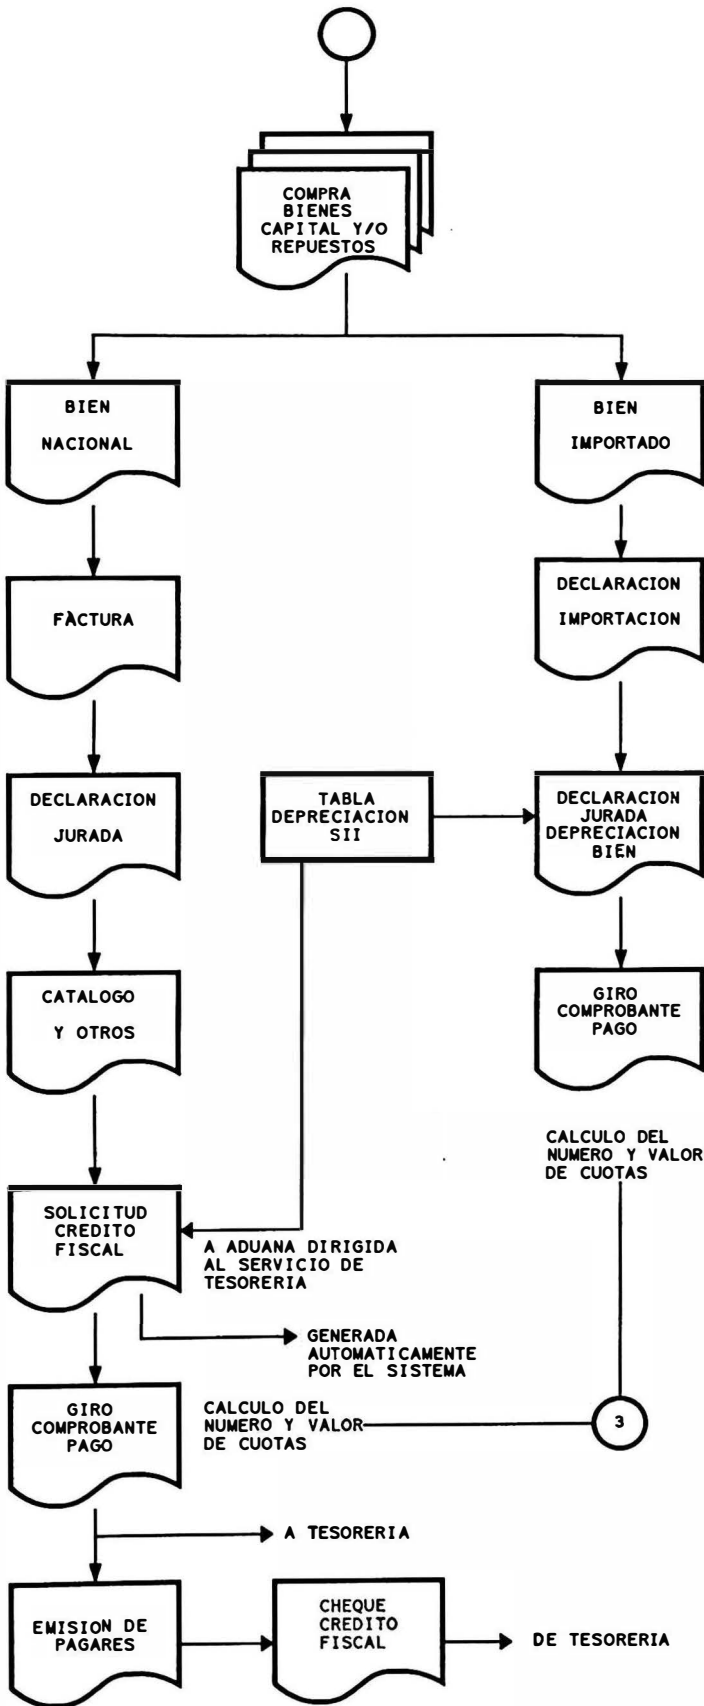 COMPRA
BIENES
CAPITAL Y/O
REPUESTOS
BIEN
NACIONAL
BIEN
IMPORTADO
FÀCTURA
DECLARACION
IMPORTACION
DECLARACION
JURADA
TABLA
DEPRECIACION
SII
DECLARACION
JURADA
DEPRECIACION
BIEN
CATALOGO
Y OTROS
GIRO
COMPROBANTE
PAGO
CALCULO DEL
NUMERO Y VALOR
DE CUOTAS
SOLICITUD
CREDITO
FISCAL
A ADUANA DIRIGIDA
AL SERVICIO DE
TESORERIA
GENERADA
AUTOMATICAMENTE
POR EL SISTEMA
GIRO
COMPROBANTE
PAGO
CALCULO DEL
NUMERO Y VALOR
DE CUOTAS
3
A TESORERIA
EMISION DE
PAGARES
CHEQUE
CREDITO
FISCAL
DE TESORERIA